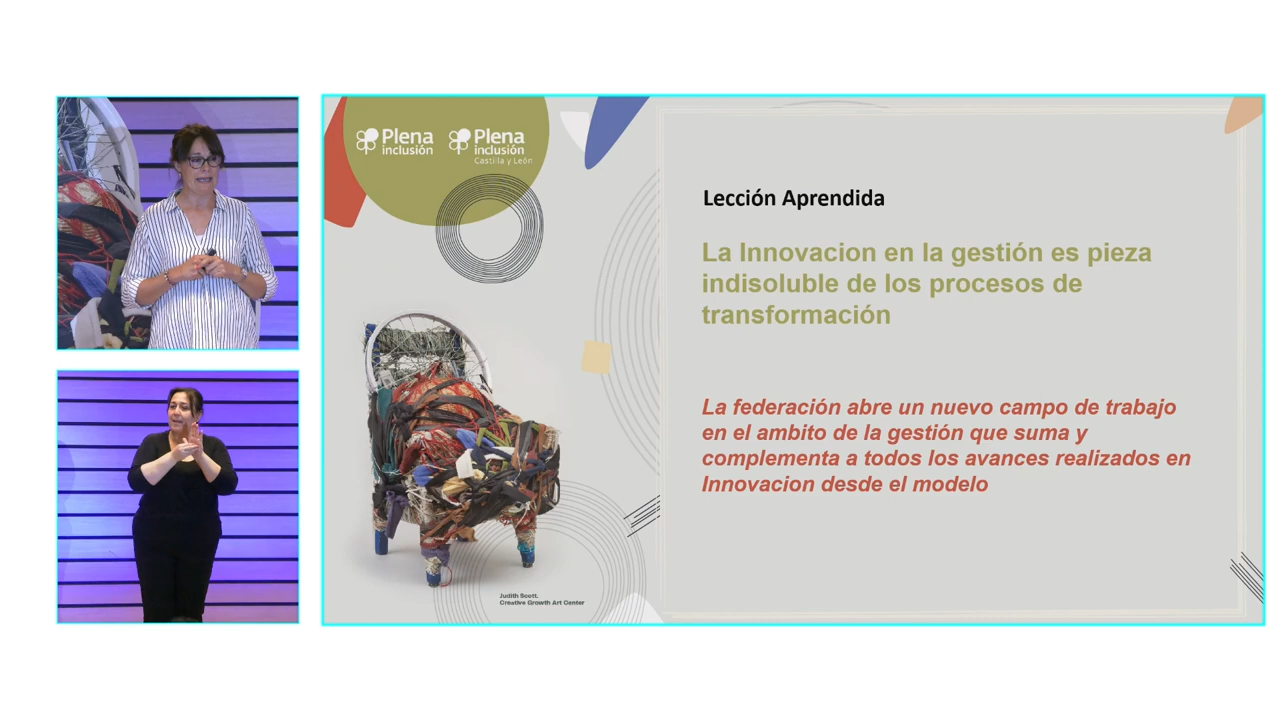 Plena
inclusión
Plena
inclusión
Castilla y León
Lección Aprendida
La Innovacion en la gestión es pieza
indisoluble de los procesos de
transformación
La federación abre un nuevo campo de trabajo
en el ambito de la gestión que suma y
complementa a todos los avances realizados en
Innovacion desde el modelo
Judith Scott.
Creative Growth Art Center